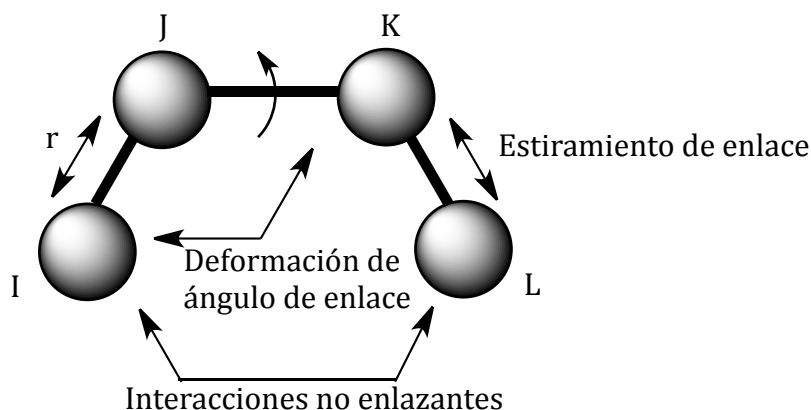 J
K
r
Estiramiento de enlace
Deformación de
ángulo de enlace
I
L
Interacciones no enlazantes